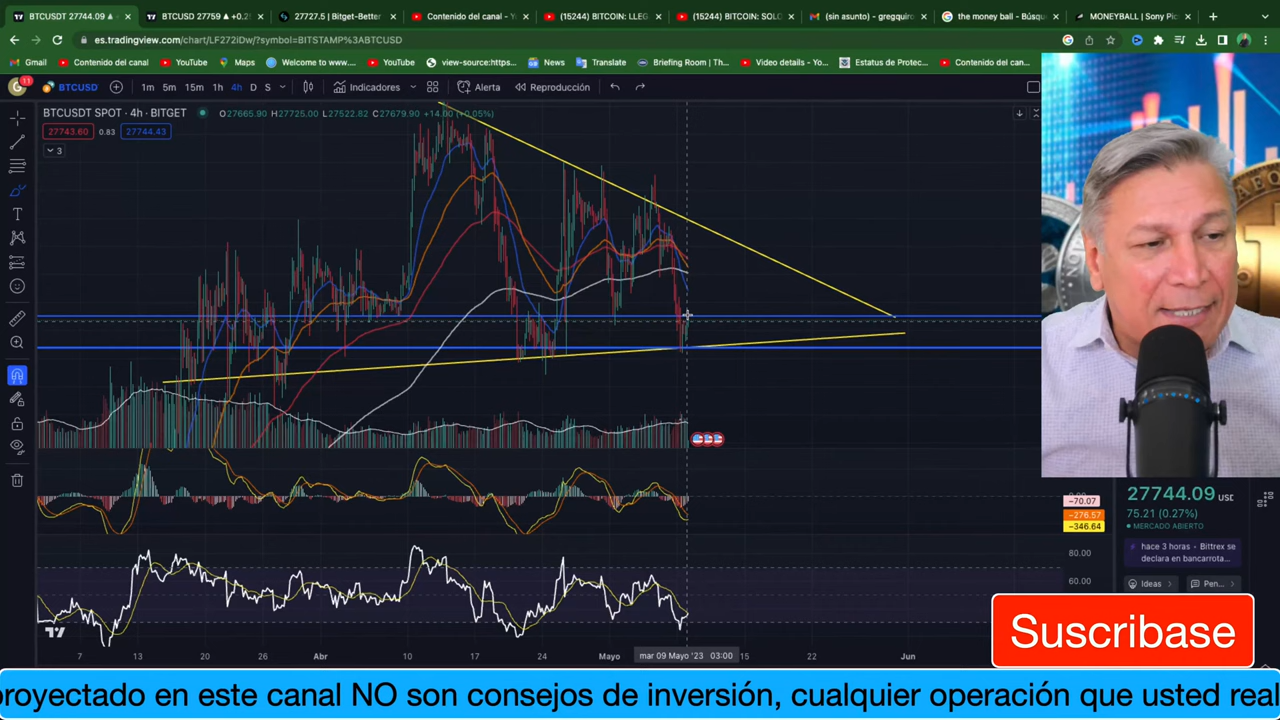 BTCUSD 27744.09 ▲ +0.
BTCUSD 27759 ▲ +0.2
27727.5 | Bitget-Better
Contenido del canal - Y
(15244) BITCOIN: LLEG
(15244) BITCOIN: SOLO
(sin asunto) - gregquiro
the money ball - Búsqu
MONEYBALL | Sony Pic
es.tradingview.com/chart/LF272iDw/?symbol=BITSTAMP%3ABTCUSD
Gmail
Contenido del canal...
YouTube
Maps
Welcome to www....
YouTube
view-source:https...
News
Translate
Briefing Room | Th...
Video details - Yo...
Estatus de Protec...
Contenido del can...
G 11
BTCUSD
1m 5m 15m 1h 4h D S
Indicadores
Alerta
Reproducción
BTCUSDT SPOT · 4h · BITGET
O27665.90 H27725.00 L27522.82 C27679.90 +14.00 (+0.05%)
27743.60 0.83 27744.43
3
−70.07
−276.57
−346.64
80.00
60.00
7 13 20 26 Abr 10 17 24 Mayo mar 09 Mayo '23 03:00 15 22 Jun
27744.09
75.21 (0.27%)
MERCADO ABIERTO
hace 3 horas - Bittrex se
declara en bancarrota...
Ideas
Pen...
Suscribase
proyectado en este canal NO son consejos de inversión, cualquier operación que usted real